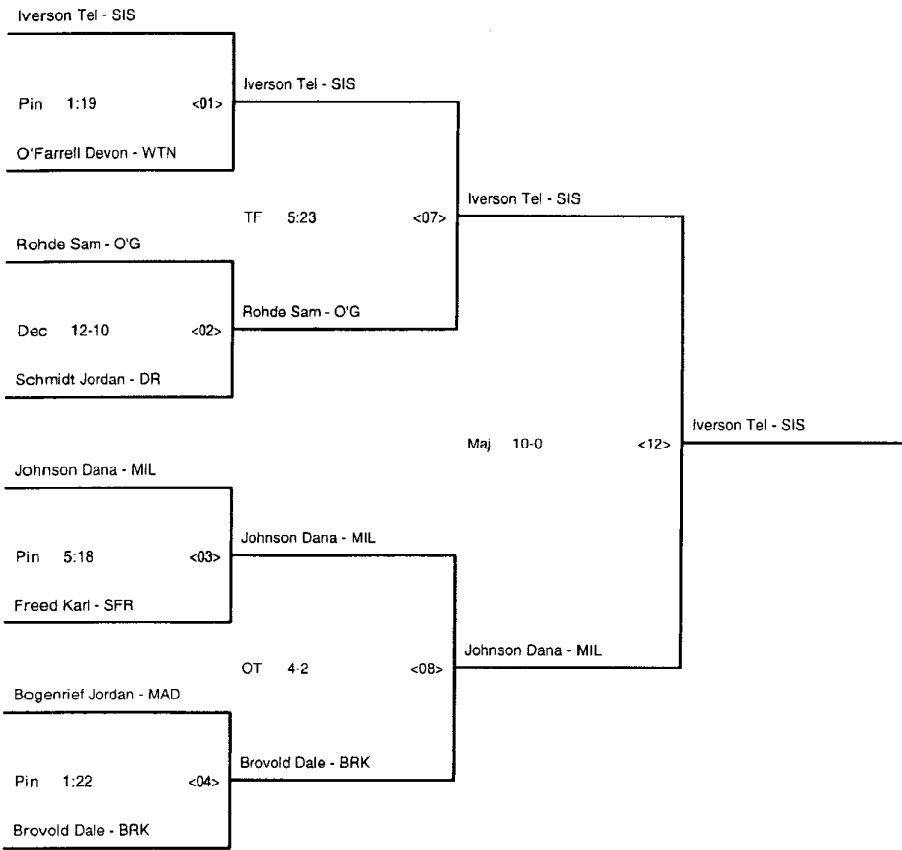 Iverson Tel - SIS
Iverson Tel - SIS
Pin 1:19 <01>
O'Farrell Devon - WTN
Iverson Tel - SIS
TF 5:23 <07>
Rohde Sam - O'G
Rohde Sam - O'G
Dec 12-10 <02>
Schmidt Jordan - DR
Iverson Tel - SIS
Maj 10-0 <12>
Johnson Dana - MIL
Johnson Dana - MIL
Pin 5:18 <03>
Freed Karl - SFR
Johnson Dana - MIL
OT 4-2 <08>
Bogenrief Jordan - MAD
Brovold Dale - BRK
Pin 1:22 <04>
Brovold Dale - BRK